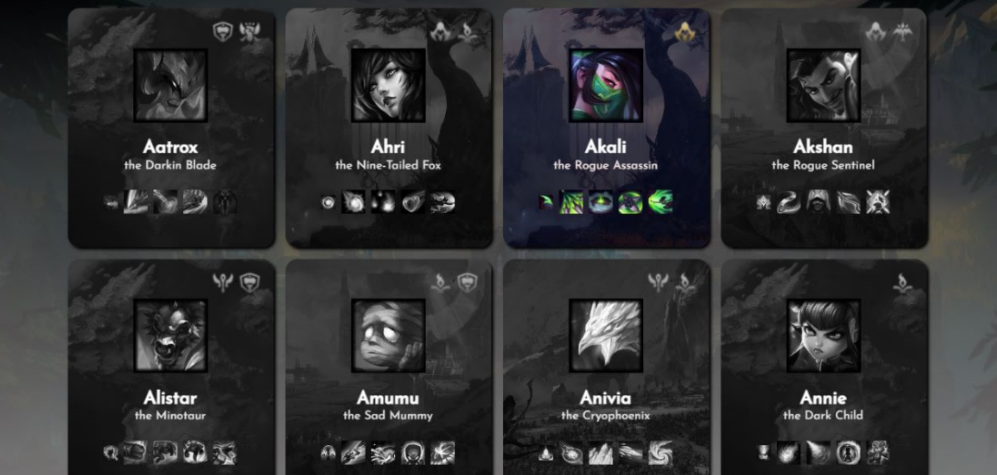 Aatrox
the Darkin Blade
Ahri
the Nine-Tailed Fox
Akali
the Rogue Assassin
Akshan
the Rogue Sentinel
Alistar
the Minotaur
Amumu
the Sad Mummy
Anivia
the Cryophoenix
Annie
the Dark Child